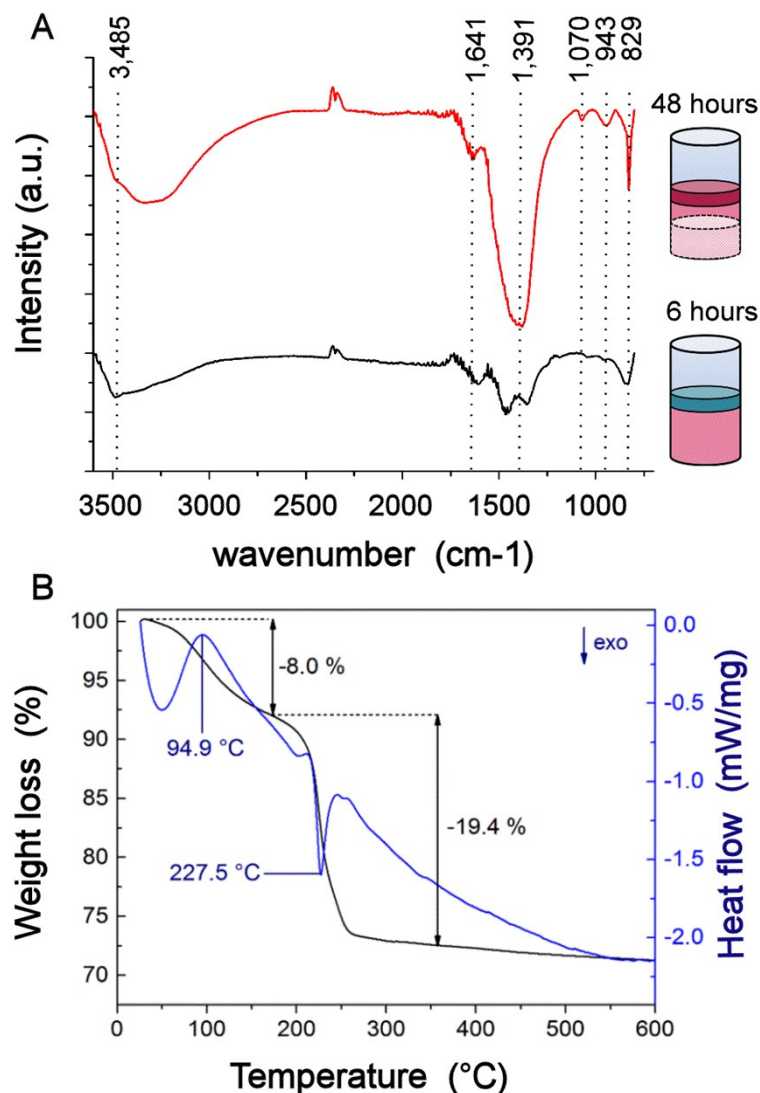 A
3,485
1,641
1,391
1,070
943
829
48 hours
6 hours
Intensity (a.u.)
3500 3000 2500 2000 1500 1000
wavenumber (cm-1)
B
100
95
90
85
80
75
70
Weight loss (%)
-8.0 %
-19.4 %
94.9 °C
227.5 °C
exo
0.0
-0.5
-1.0
-1.5
-2.0
Heat flow (mW/mg)
0 100 200 300 400 500 600
Temperature (°C)